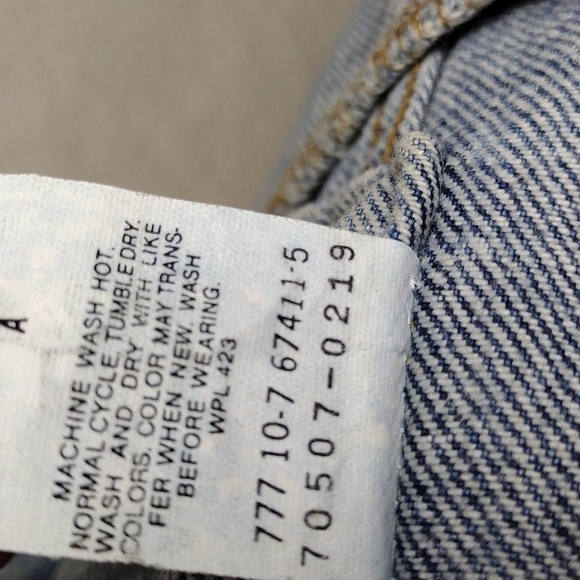 A
MACHINE WASH HOT.
NORMAL CYCLE, TUMBLE DRY.
WASH AND DRY WITH LIKE
COLORS. COLOR MAY TRANS-
FER WHEN NEW. WASH
BEFORE WEARING.
WPL 423
777 10-7 67411-5
70507-0219